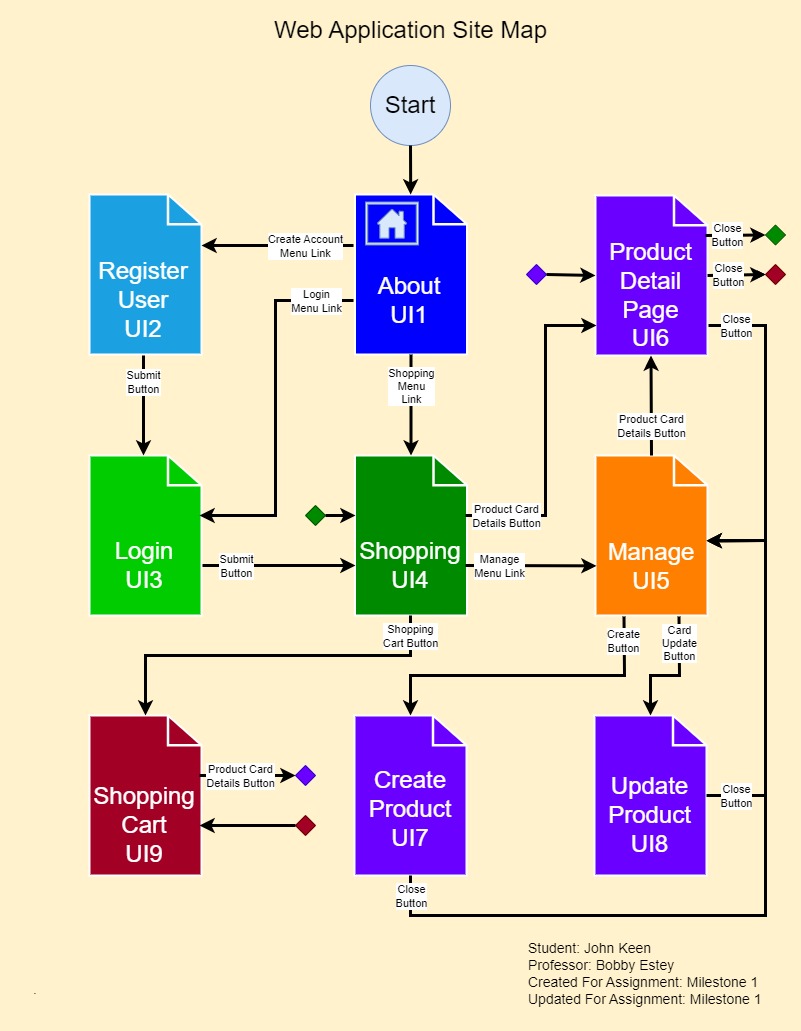 Web Application Site Map
Start
Register
User
UI2
Create Account
Menu Link
Login
Menu Link
About
UI1
Product
Detail
Page
UI6
Close
Button
Close
Button
Close
Button
Submit
Button
Shopping
Menu
Link
Product Card
Details Button
Login
UI3
Submit
Button
Shopping
UI4
Product Card
Details Button
Manage
Menu Link
Manage
UI5
Shopping
Cart Button
Create
Button
Card
Update
Button
Shopping
Cart
UI9
Product Card
Details Button
Create
Product
UI7
Update
Product
UI8
Close
Button
Close
Button
Student: John Keen
Professor: Bobby Estey
Created For Assignment: Milestone 1
Updated For Assignment: Milestone 1